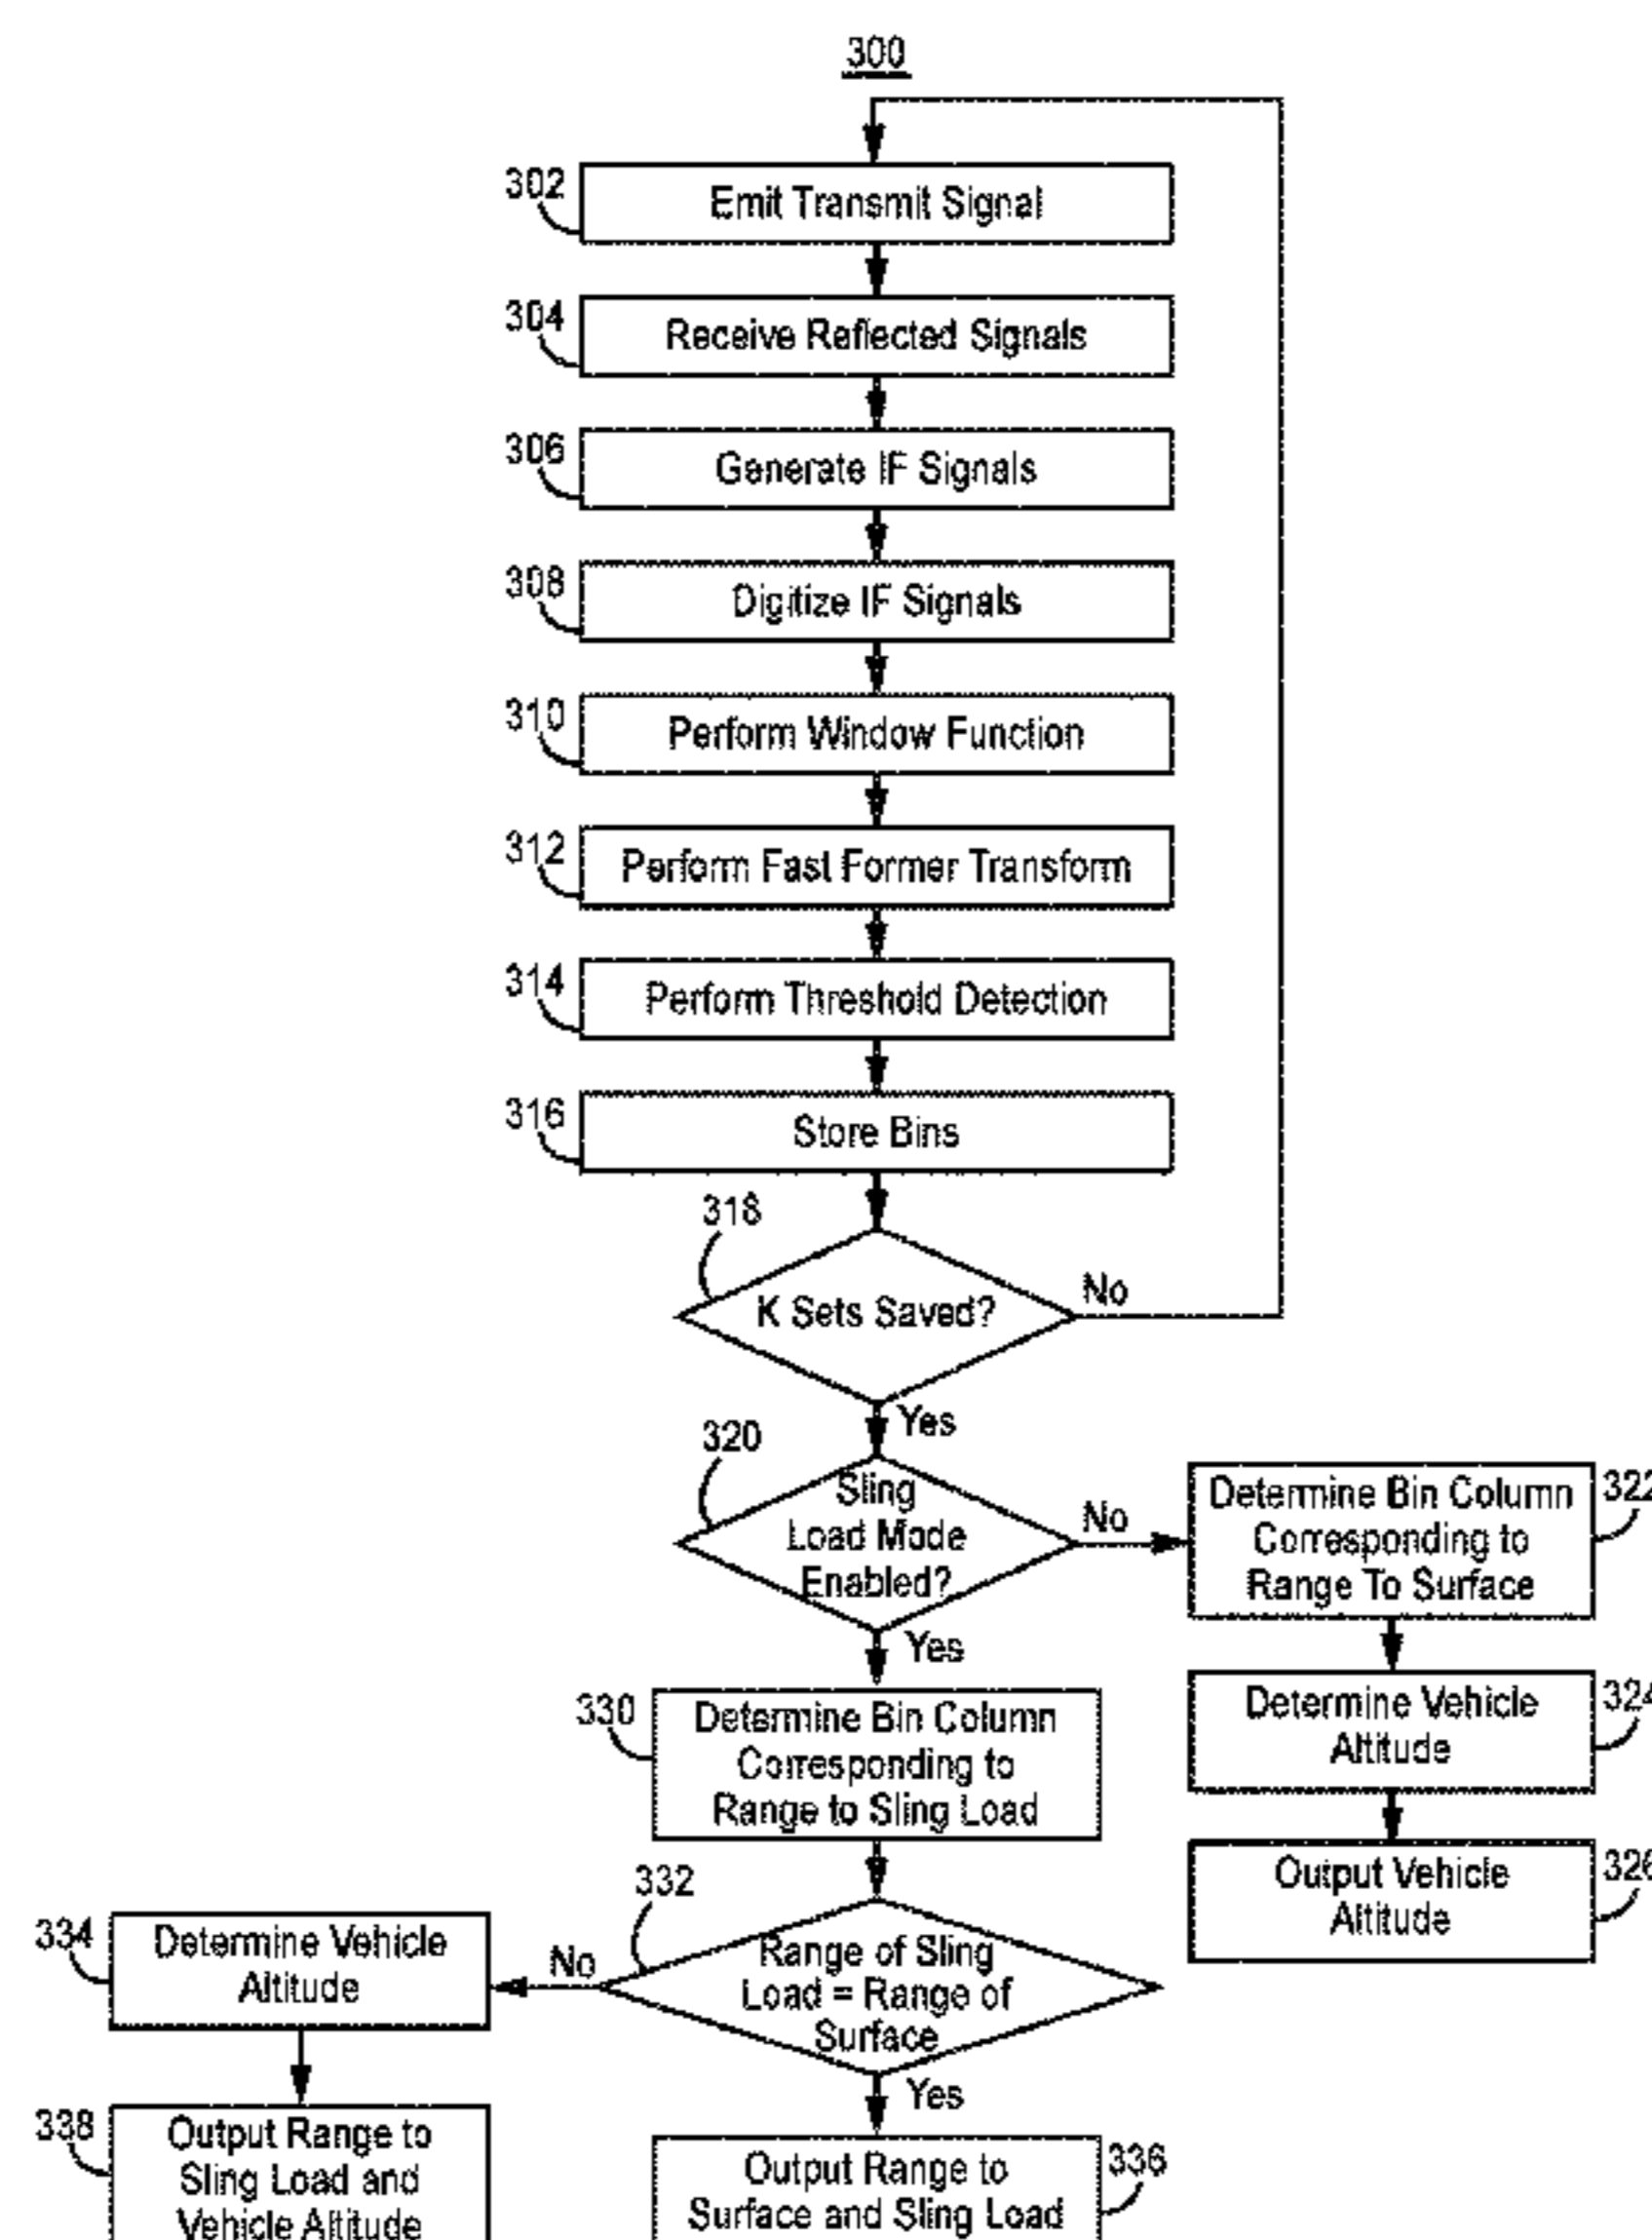 300
302
Emit Transmit Signal
304
Receive Reflected Signals
306
Generate IF Signals
308
Digitize IF Signals
310
Perform Window Function
312
Perform Fast Former Transform
314
Perform Threshold Detection
316
Store Bins
318
K Sets Saved?
No
Yes
320
Sling
Load Mode
Enabled?
No
Yes
322
Determine Bin Column
Corresponding to
Range To Surface
324
Determine Vehicle
Altitude
326
Output Vehicle
Altitude
330
Determine Bin Column
Corresponding to
Range to Sling Load
332
Range of Sling
Load = Range of
Surface
No
Yes
334
Determine Vehicle
Altitude
338
Output Range to
Sling Load and
Vehicle Altitude
336
Output Range to
Surface and Sling Load